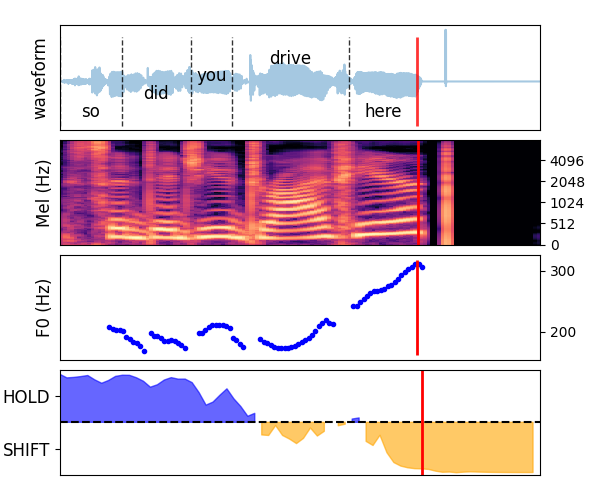 waveform
so
did
you
drive
here
Mel (Hz)
4096
2048
1024
512
0
F0 (Hz)
300
200
HOLD
SHIFT